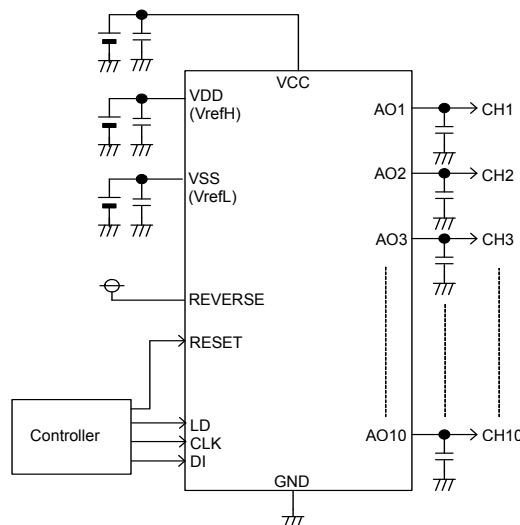 VCC
VDD
(VrefH)
AO1
CH1
VSS
(VrefL)
AO2
CH2
AO3
CH3
REVERSE
RESET
Controller
LD
CLK
DI
AO10
CH10
GND